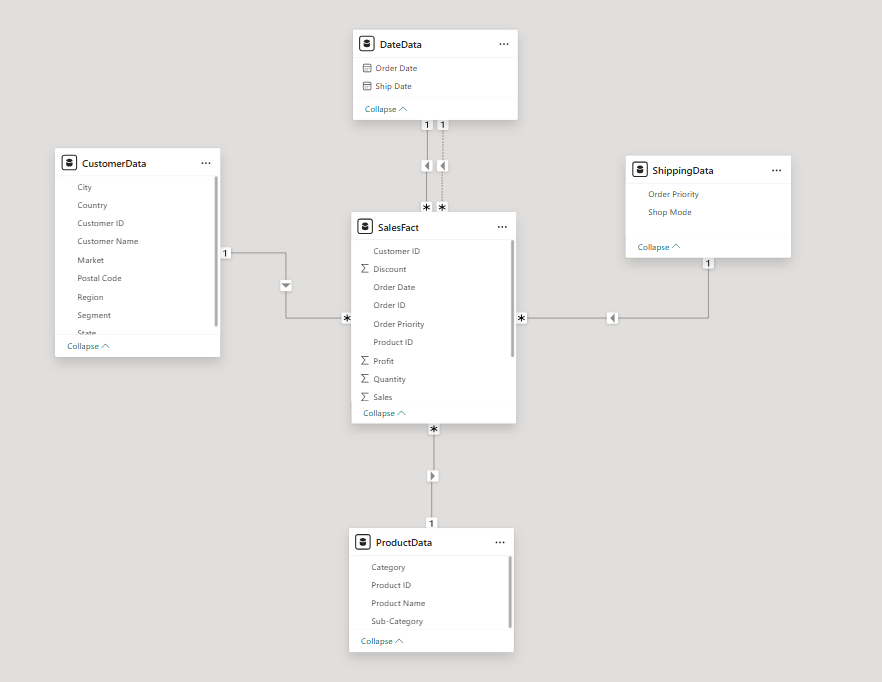 DateData
Order Date
Ship Date
Collapse
1 1
CustomerData
City
Country
Customer ID
Customer Name
Market
Postal Code
Region
Segment
State
Collapse
1
*
* *
SalesFact
Customer ID
Discount
Order Date
Order ID
Order Priority
Product ID
Profit
Quantity
Sales
Collapse
*
ShippingData
Order Priority
Shop Mode
Collapse
1
*
1
ProductData
Category
Product ID
Product Name
Sub-Category
Collapse